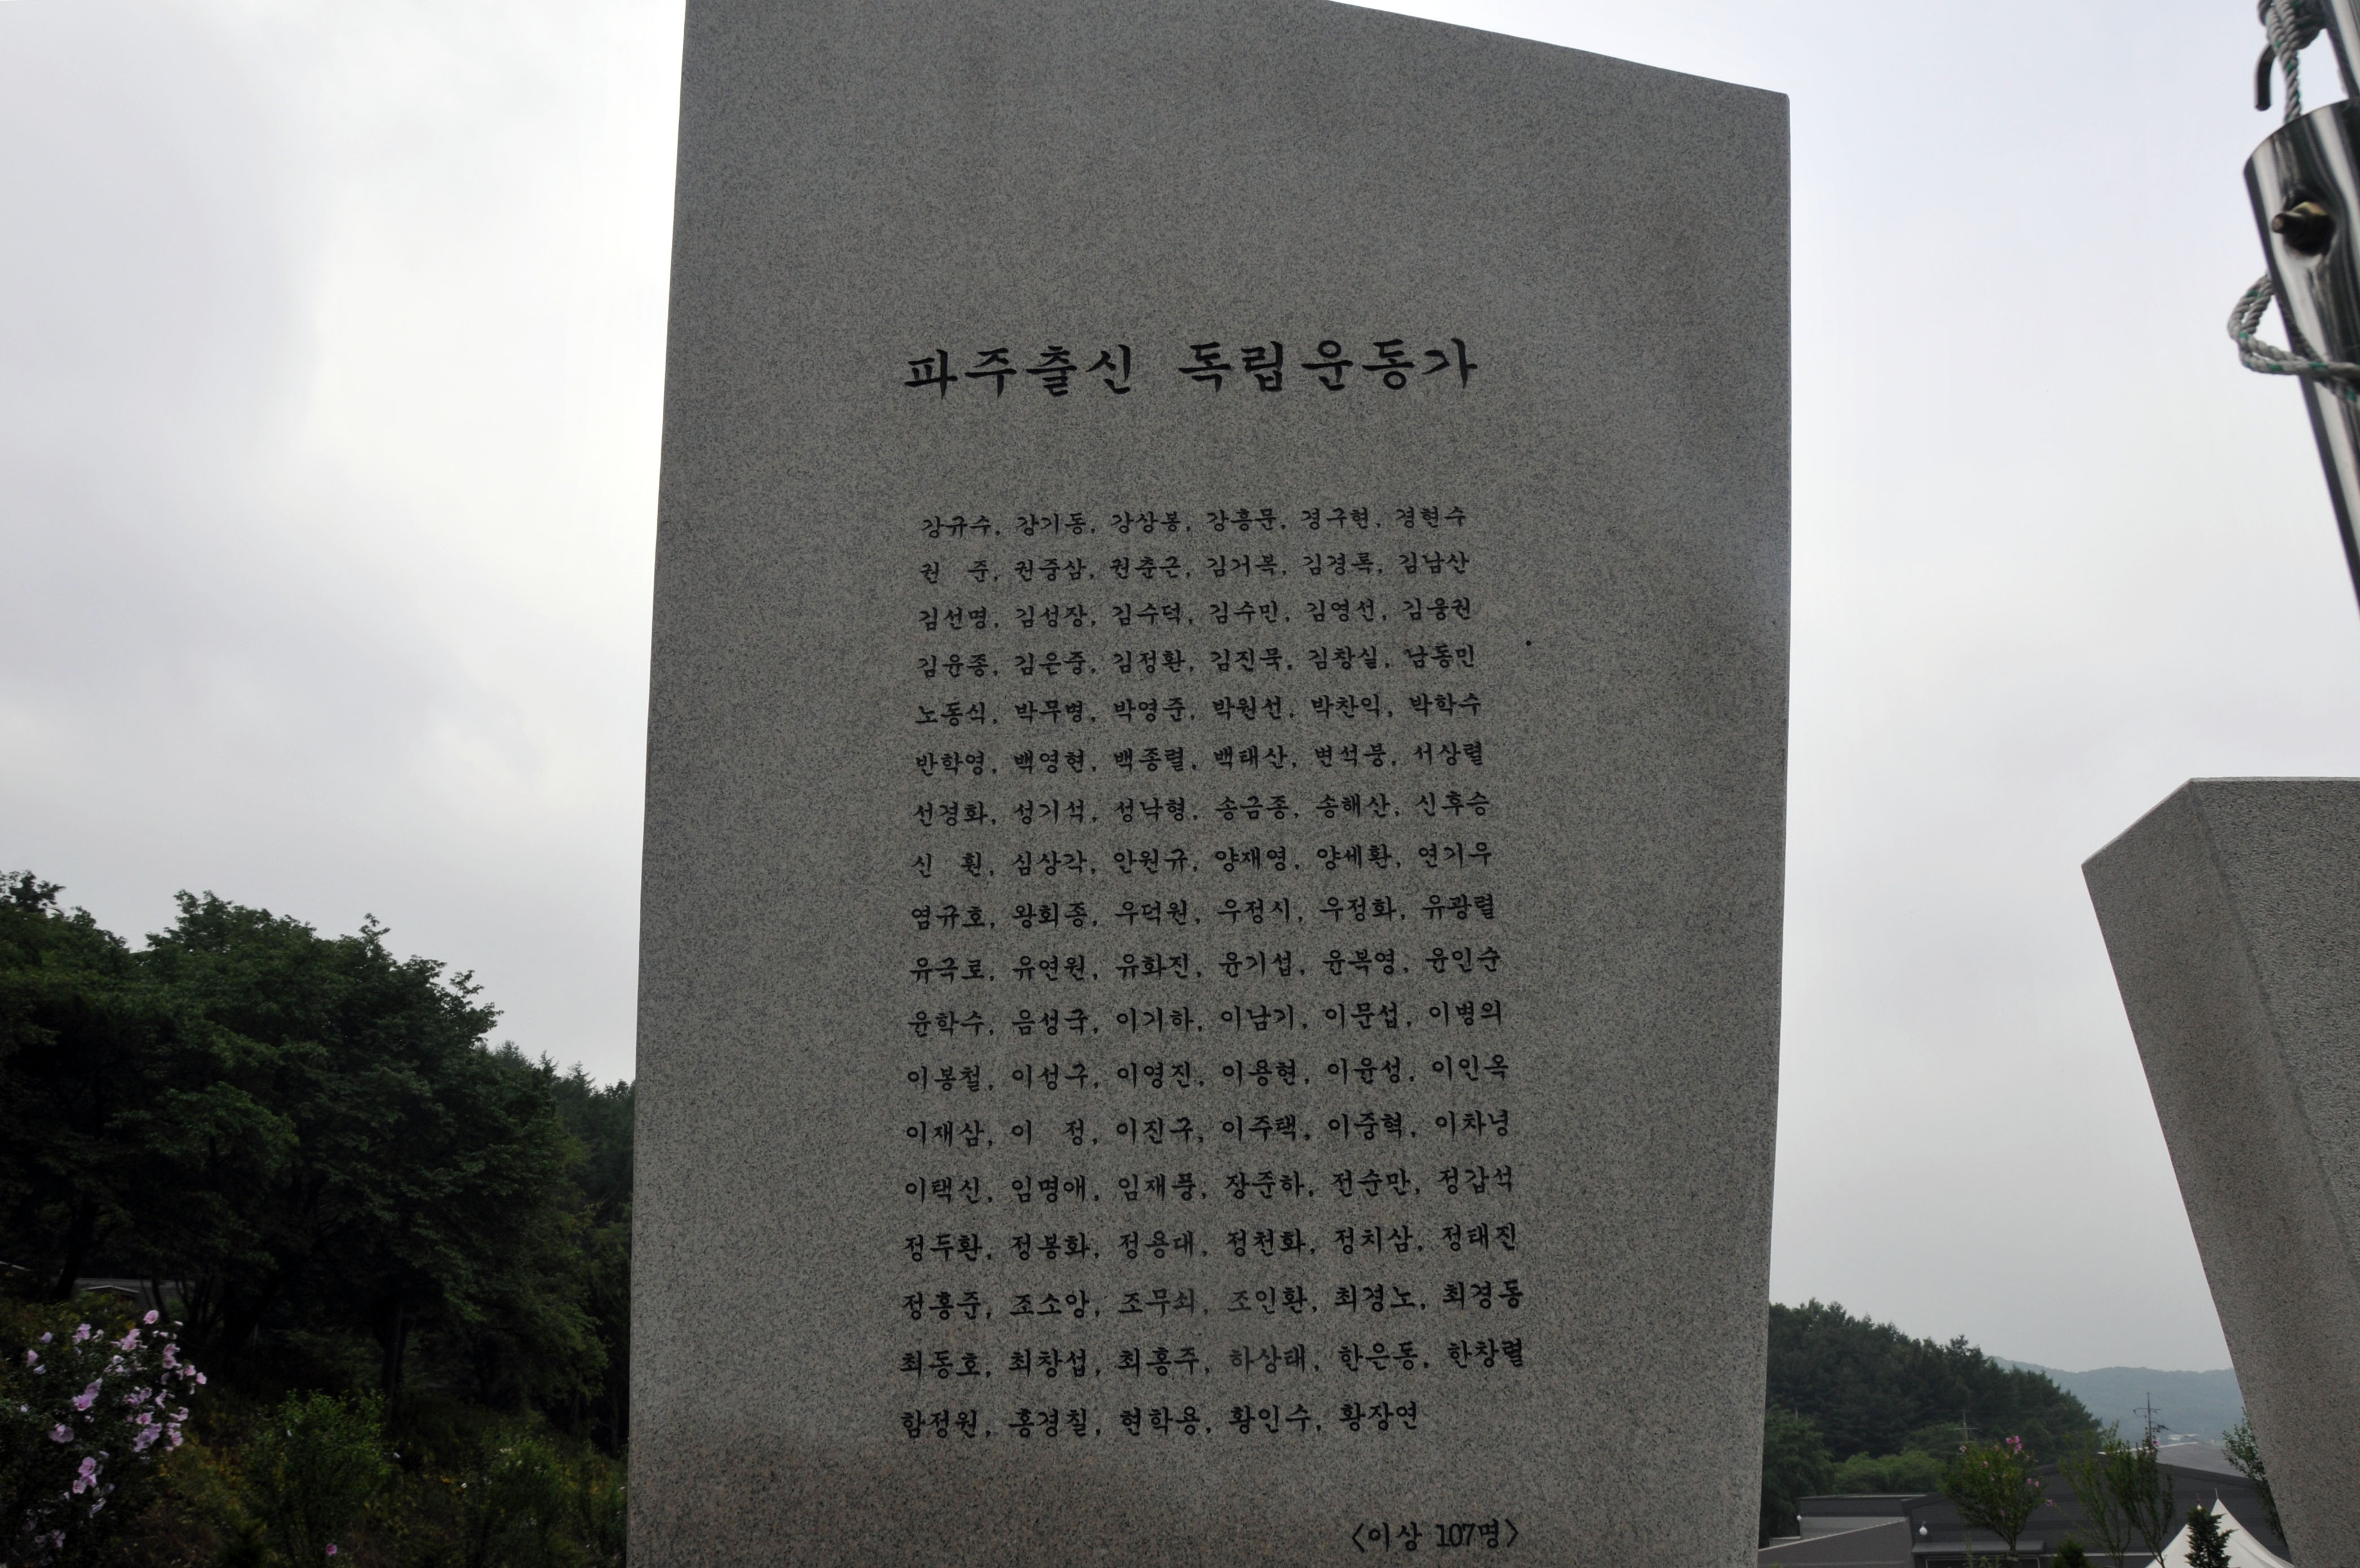 파주출신 독립운동가
강규수, 강기동, 강상봉, 강흥문, 경구현, 경현수
권 준, 권중삼, 권춘근, 김거복, 김경록, 김남산
김선명, 김성장, 김수덕, 김수민, 김영선, 김웅권
김윤종, 김은중, 김정환, 김진묵, 김창실, 남동민
노동식, 박무병, 박영준, 박원선, 박찬익, 박학수
반학영, 백영현, 백종렬, 백태산, 변석붕, 서상렬
선경화, 성기석, 성낙형, 송금종, 송해산, 신후승
신 훤, 심상각, 안원규, 양재영, 양세환, 연기우
염규호, 왕회종, 우덕원, 우정시, 우정화, 유광렬
유극로, 유연원, 유화진, 윤기섭, 윤복영, 윤인순
윤학수, 음성국, 이기하, 이남기, 이문섭, 이병의
이봉철, 이성구, 이영진, 이용현, 이윤성, 이인옥
이재삼, 이 정, 이진구, 이주택, 이중혁, 이차녕
이택신, 임명애, 임재풍, 장준하, 전순만, 정갑석
정두환, 정봉화, 정용대, 정천화, 정치삼, 정태진
정홍준, 조소앙, 조무쇠, 조인환, 최경노, 최경동
최동호, 최창섭, 최홍주, 하상태, 한은동, 한창렬
함정원, 홍경칠, 현학용, 황인수, 황장연
<이상 107명>